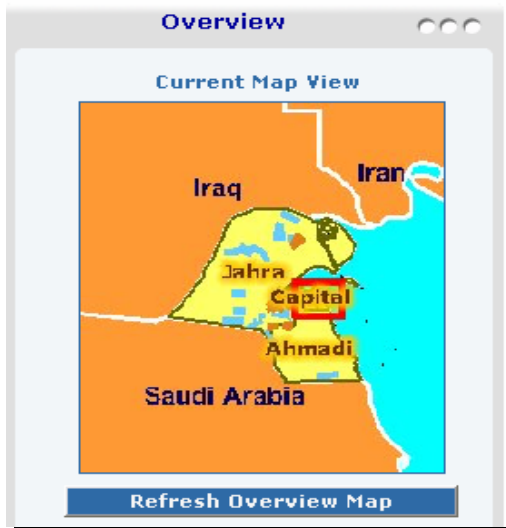 Overview
Current Map View
Iran
Iraq
Jahra
Capital
Ahmadi
Saudi Arabia
Refresh Overview Map